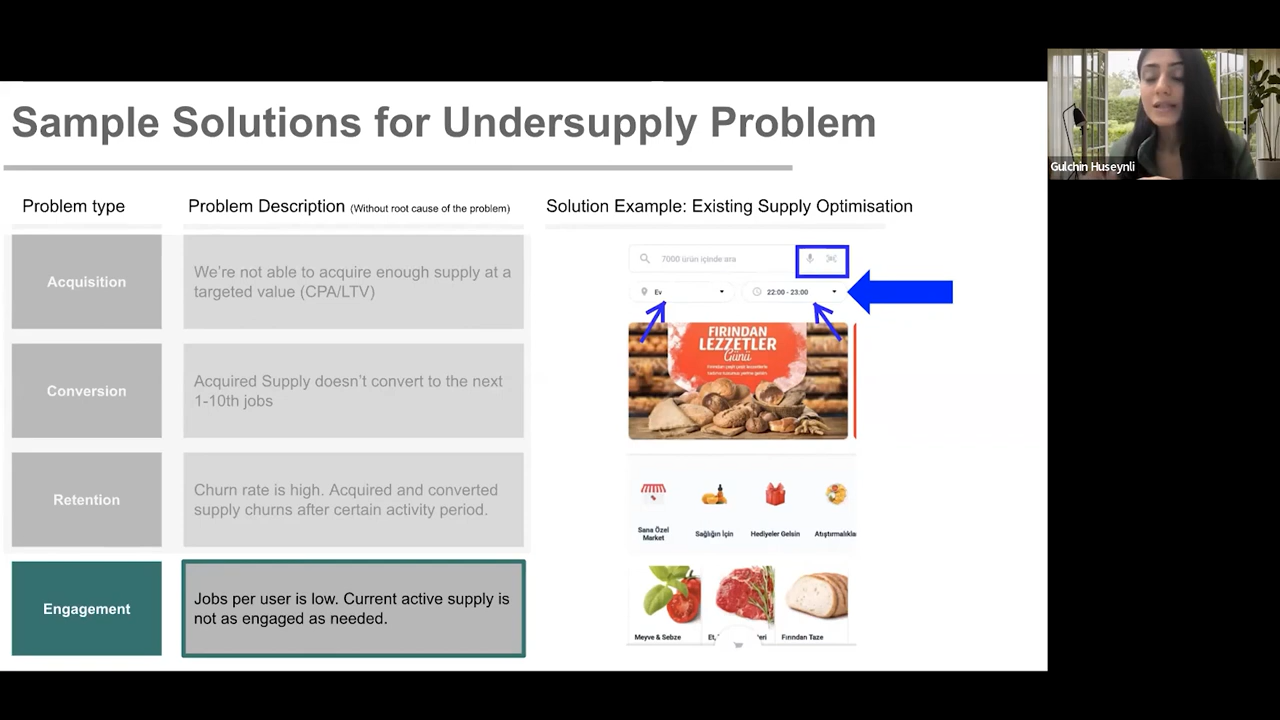 Sample Solutions for Undersupply Problem
Gulchin Huseynli
Problem type
Problem Description (Without root cause of the problem)
Solution Example: Existing Supply Optimisation
Acquisition
We're not able to acquire enough supply at a
targeted value (CPA/LTV)
Conversion
Acquired Supply doesn't convert to the next
1-10th jobs
Retention
Churn rate is high. Acquired and converted
supply churns after certain activity period.
Engagement
Jobs per user is low. Current active supply is
not as engaged as needed.
7000 ürün içinde ara
Ev
22:00 - 23:00
FIRINDAN
LEZZETLER
Günü
Sana Özel
Market
Sağlığın İçin
Hediyeler Gelsin
Atıştırmalıkla
Meyve & Sebze
Et,
Fırından Taze